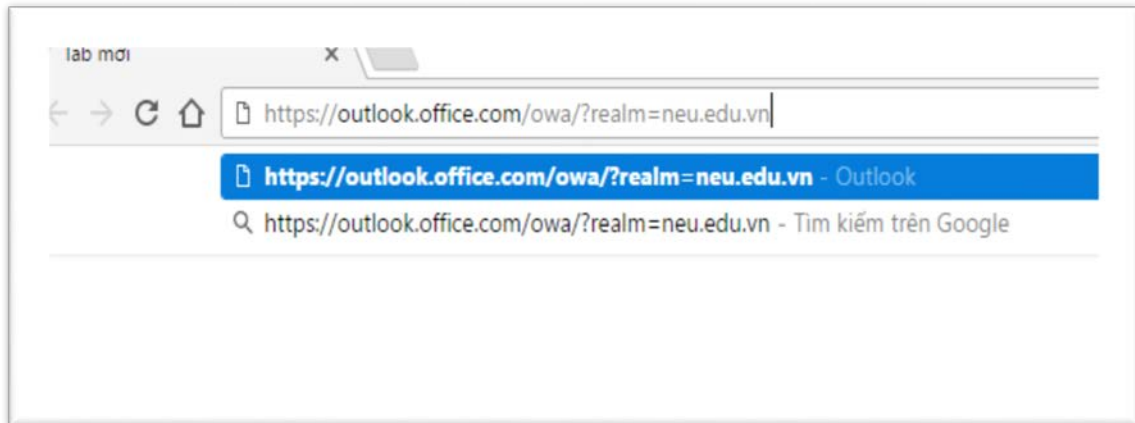 Tab mới
https://outlook.office.com/owa/?realm=neu.edu.vn
https://outlook.office.com/owa/?realm=neu.edu.vn - Outlook
https://outlook.office.com/owa/?realm=neu.edu.vn - Tìm kiếm trên Google